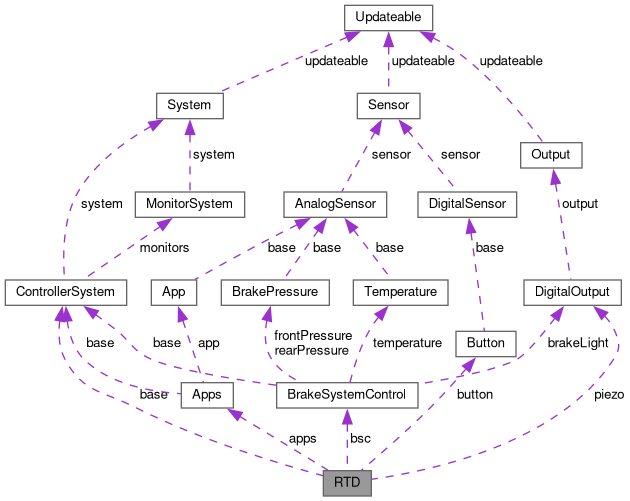 Updateable
updateable
updateable
updateable
System
Sensor
Output
system
sensor
sensor
system
MonitorSystem
AnalogSensor
DigitalSensor
output
monitors
base
base
base
base
ControllerSystem
App
BrakePressure
Temperature
DigitalOutput
base
base
app
frontPressure
rearPressure
temperature
Button
brakeLight
base
Apps
BrakeSystemControl
button
piezo
apps
bsc
RTD